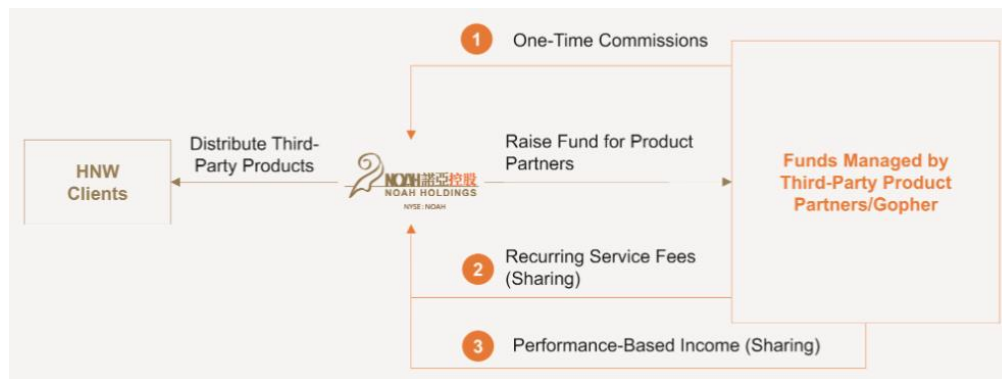 1
One-Time Commissions
HNW
Clients
Distribute Third-
Party Products
NOAH諾亞控股
NOAH HOLDINGS
NYSE: NOAH
Raise Fund for Product
Partners
Funds Managed by
Third-Party Product
Partners/Gopher
2
Recurring Service Fees
(Sharing)
3
Performance-Based Income (Sharing)